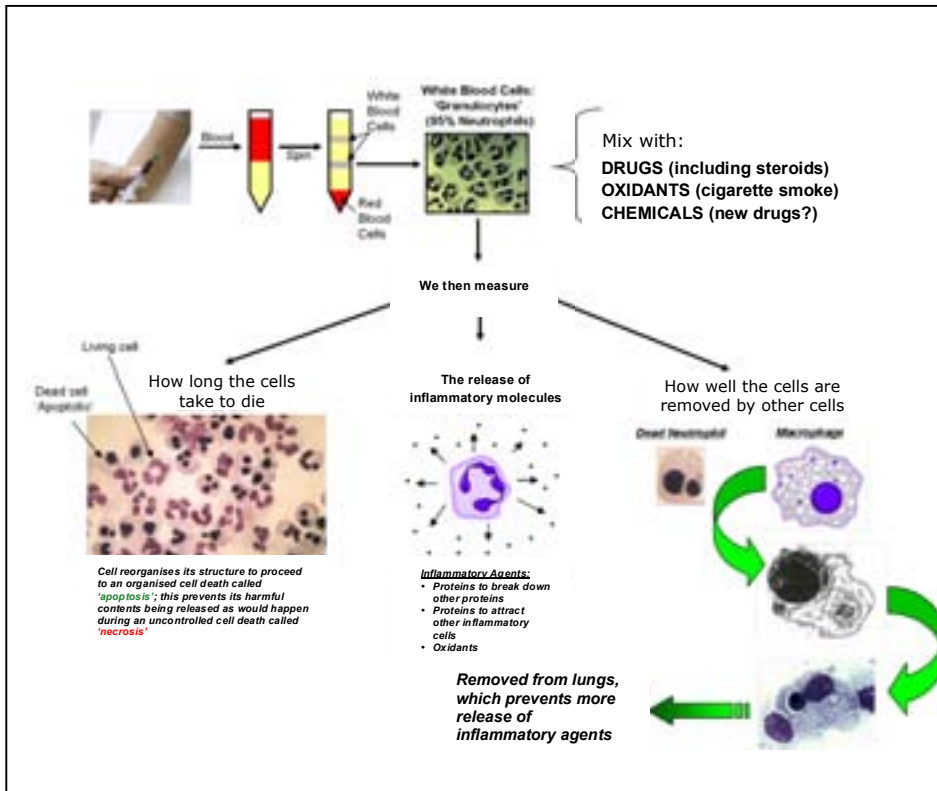 White Blood Cells:
'Granulocytes'
(95% Neutrophils)
White
Blood
Cells
Blood
Spin
Red
Blood
Cells
Mix with:
DRUGS (including steroids)
OXIDANTS (cigarette smoke)
CHEMICALS (new drugs?)
We then measure
Living cell
Dead cell
'Apoptotic'
How long the cells
take to die
The release of
inflammatory molecules
How well the cells are
removed by other cells
Dead Neutrophil
Macrophage
Cell reorganises its structure to proceed
to an organised cell death called
'apoptosis'; this prevents its harmful
contents being released as would happen
during an uncontrolled cell death called
'necrosis'
Inflammatory Agents:
• Proteins to break down
other proteins
• Proteins to attract
other inflammatory
cells
• Oxidants
Removed from lungs,
which prevents more
release of
inflammatory agents